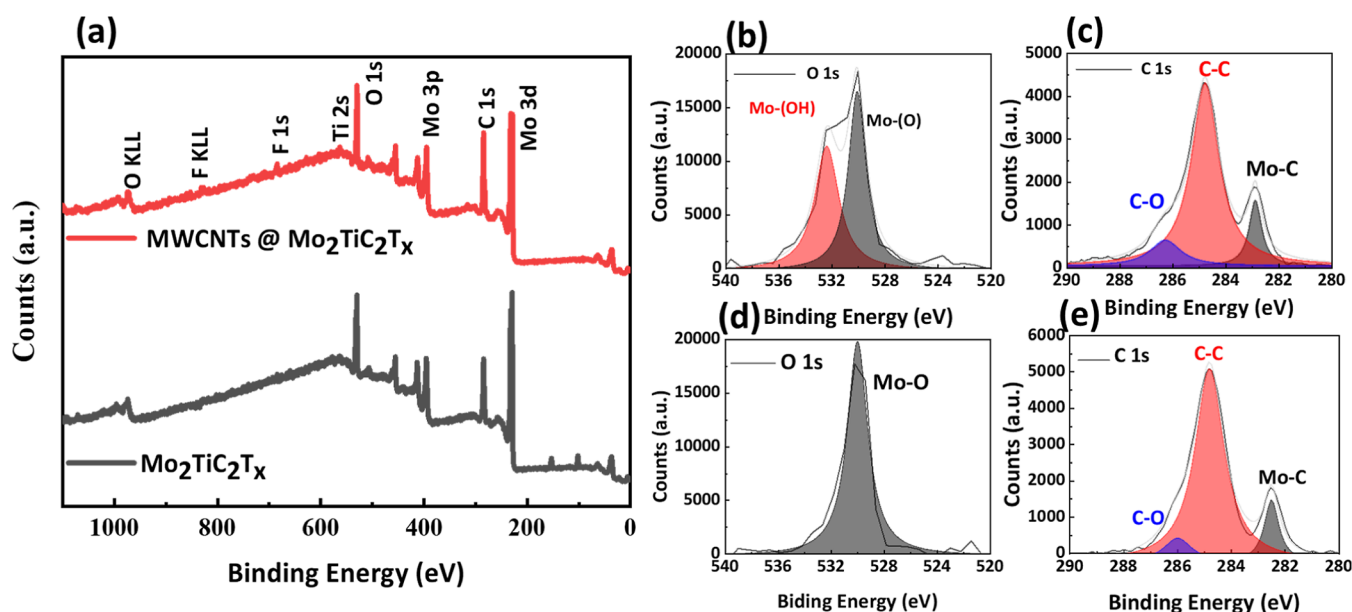 (a)
O KLL
F KLL
F 1s
Ti 2s
O 1s
Mo 3p
C 1s
Mo 3d
MWCNTs @ Mo2TiC2Tx
Mo2TiC2Tx
Counts (a.u.)
1000 800 600 400 200 0
Binding Energy (eV)
(b)
O 1s
Mo-(OH)
Mo-(O)
Counts (a.u.)
20000
15000
10000
5000
0
540 536 532 528 524 520
Binding Energy (eV)
(c)
C 1s
C-C
C-O
Mo-C
Counts (a.u.)
5000
4000
3000
2000
1000
0
290 288 286 284 282 280
Binding Energy (eV)
(d)
O 1s
Mo-O
Counts (a.u.)
20000
15000
10000
5000
0
540 536 532 528 524 520
Biding Energy (eV)
(e)
C 1s
C-C
C-O
Mo-C
Counts (a.u.)
6000
5000
4000
3000
2000
1000
0
290 288 286 284 282 280
Binding Energy (eV)